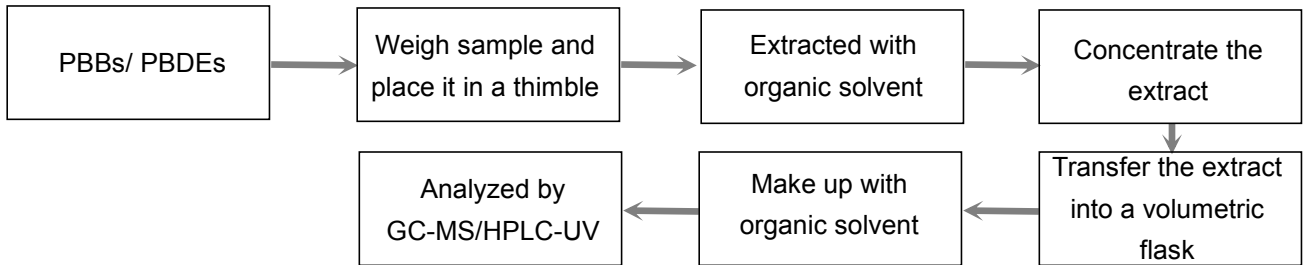 PBBs/ PBDEs
Weigh sample and
place it in a thimble
Extracted with
organic solvent
Concentrate the
extract
Transfer the extract
into a volumetric
flask
Make up with
organic solvent
Analyzed by
GC-MS/HPLC-UV